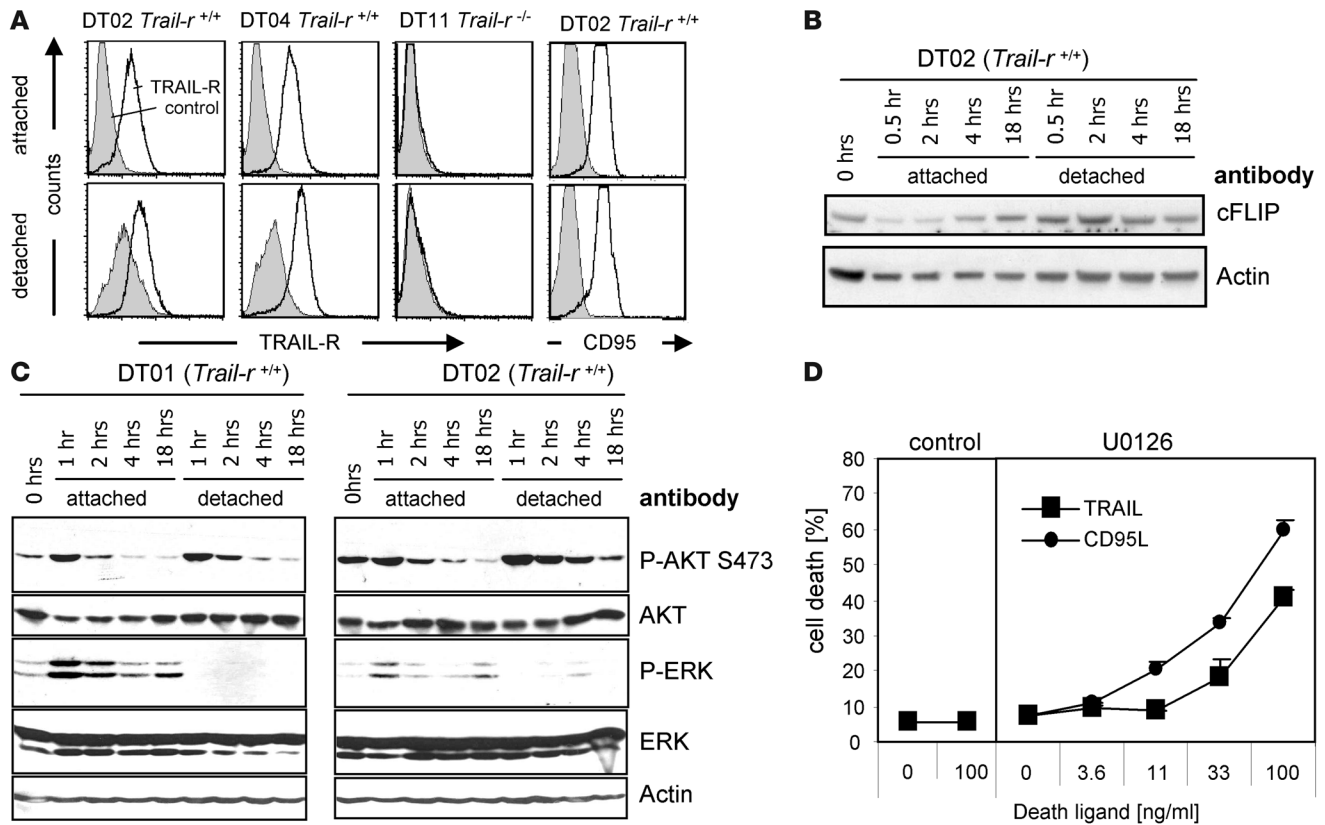 A
DT02 Trail-r +/+ DT04 Trail-r +/+ DT11 Trail-r -/- DT02 Trail-r +/+
attached
TRAIL-R
control
counts
detached
TRAIL-R CD95
B
DT02 (Trail-r +/+)
0 hrs 0.5 hr 2 hrs 4 hrs 18 hrs 0.5 hr 2 hrs 4 hrs 18 hrs
attached detached antibody
cFLIP
Actin
C
DT01 (Trail-r +/+) DT02 (Trail-r +/+)
0 hrs 1 hr 2 hrs 4 hrs 18 hrs 1 hr 2 hrs 4 hrs 18 hrs 0hrs 1 hr 2 hrs 4 hrs 18 hrs 1 hr 2 hrs 4 hrs 18 hrs
attached detached attached detached antibody
P-AKT S473
AKT
P-ERK
ERK
Actin
D
control U0126
80
70
60
50
40
30
20
10
0
cell death [%]
TRAIL
CD95L
0 100 0 3.6 11 33 100
Death ligand [ng/ml]